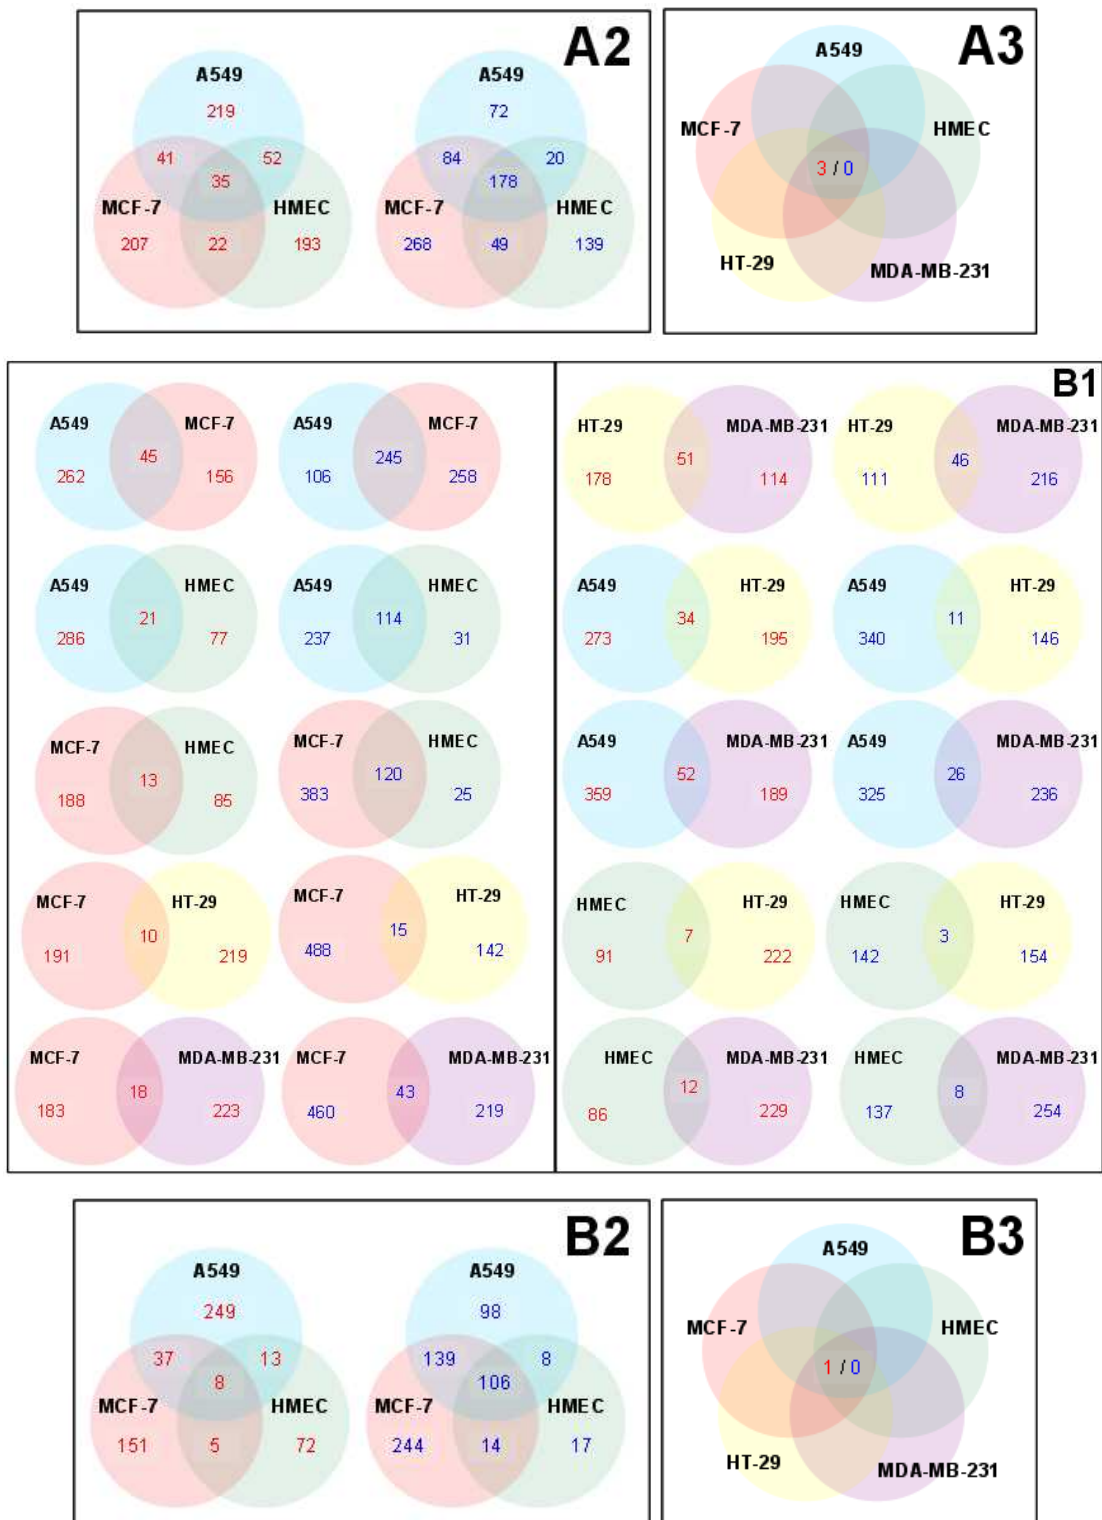 A2
A549
219
41
52
35
MCF-7
HMEC
207
22
193
A549
72
84
20
178
MCF-7
HMEC
268
49
139
A3
A549
MCF-7
HMEC
3 / 0
HT-29
MDA-MB-231
B1
A549 MCF-7
262 45 156
A549 MCF-7
106 245 258
HT-29 MDA-MB-231
178 51 114
HT-29 MDA-MB-231
111 46 216
A549 HMEC
286 21 77
A549 HMEC
237 114 31
A549 HT-29
273 34 195
A549 HT-29
340 11 146
MCF-7 HMEC
188 13 85
MCF-7 HMEC
383 120 25
A549 MDA-MB-231
359 52 189
A549 MDA-MB-231
325 26 236
MCF-7 HT-29
191 10 219
MCF-7 HT-29
488 15 142
HMEC HT-29
91 7 222
HMEC HT-29
142 3 154
MCF-7 MDA-MB-231
183 18 223
MCF-7 MDA-MB-231
460 43 219
HMEC MDA-MB-231
86 12 229
HMEC MDA-MB-231
137 8 254
B2
A549
249
37
13
8
MCF-7
HMEC
151
5
72
A549
98
139
8
106
MCF-7
HMEC
244
14
17
B3
A549
MCF-7
HMEC
1 / 0
HT-29
MDA-MB-231